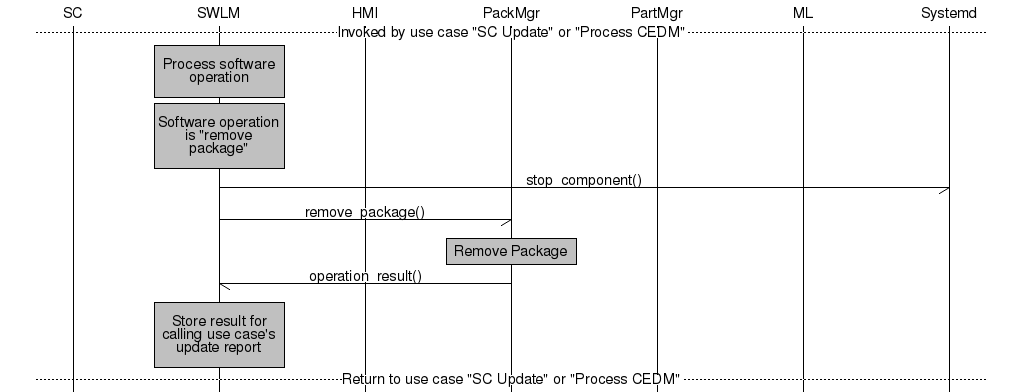 SC SWLM HMI PackMgr PartMgr ML Systemd
Invoked by use case "SC Update" or "Process CEDM"
Process software
operation
Software operation
is "remove
package"
stop_component()
remove_package()
Remove Package
operation_result()
Store result for
calling use case's
update report
Return to use case "SC Update" or "Process CEDM"